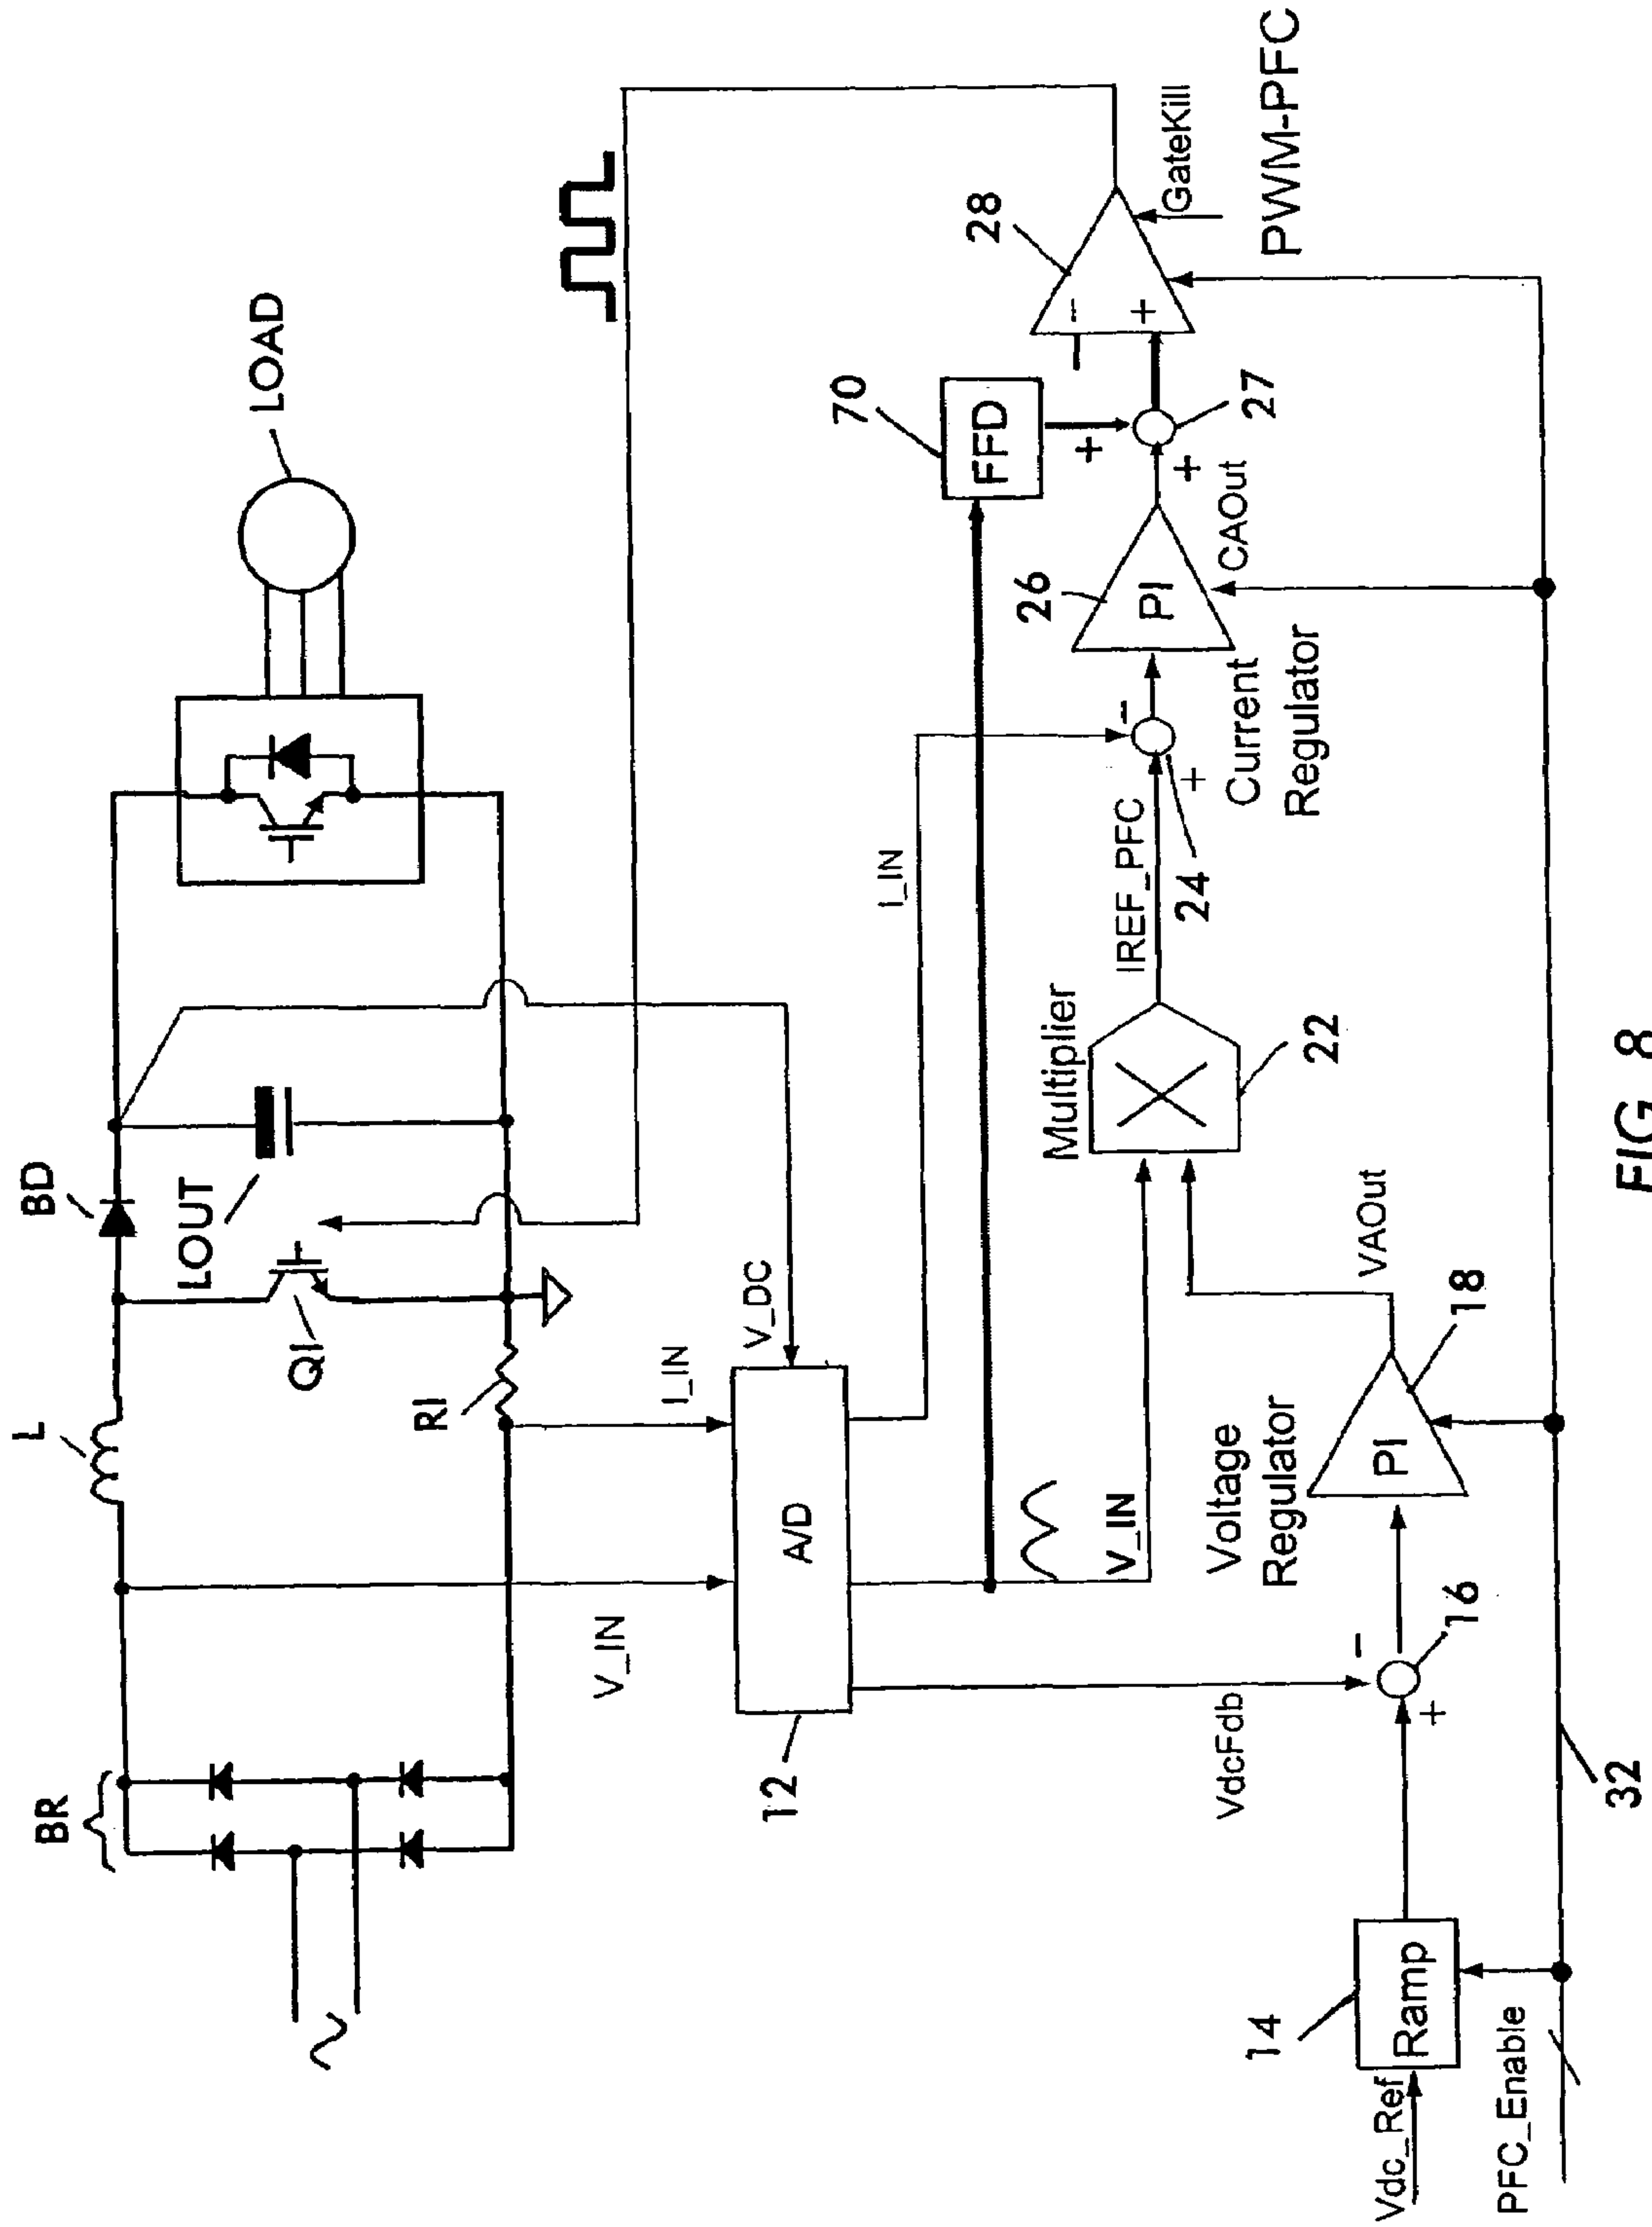 BR
L
BD
LOUT
QI
RI
LOAD
V_IN
I_IN
V_DC
A/D
12
I_IN
V_IN
VdcFdb
70
FFD
28
-
+
GateKill
PWM-PFC
+
+
27
CAOut
26
PI
Current
Regulator
-
+
24
IREF_PFC
Multiplier
22
VAOut
Voltage
Regulator
PI
18
-
+
16
14
Ramp
Vdc_Ref
PFC_Enable
32
FIG. 8